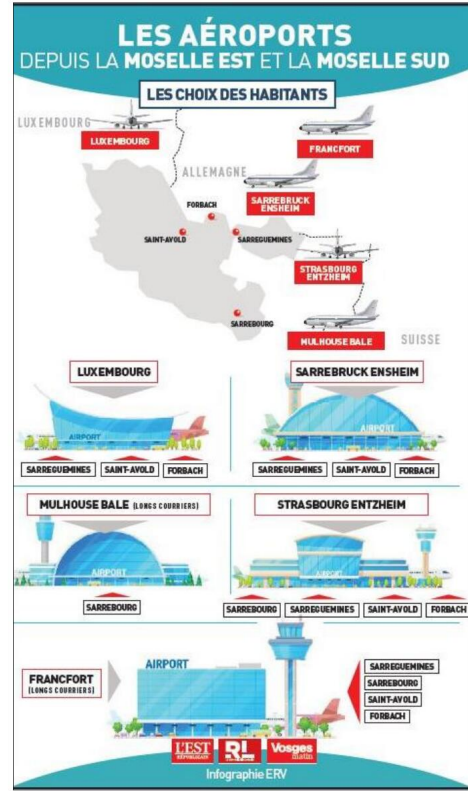 LES AÉROPORTS
DEPUIS LA MOSELLE EST ET LA MOSELLE SUD
LES CHOIX DES HABITANTS
LUXEMBOURG
LUXEMBOURG
FRANCFORT
ALLEMAGNE
SARREBRUCK
ENSHEIM
FORBACH
SAINT-AVOLD
SARREGUEMINES
STRASBOURG
ENTZHEIM
SARREBOURG
MULHOUSE BALE
SUISSE
LUXEMBOURG
AIRPORT
SARREGUEMINES
SAINT-AVOLD
FORBACH
SARREBRUCK ENSHEIM
AIRPORT
SARREGUEMINES
SAINT-AVOLD
FORBACH
MULHOUSE BALE (LONGS COURRIERS)
AIRPORT
SARREBOURG
STRASBOURG ENTZHEIM
AIRPORT
SARREBOURG
SARREGUEMINES
SAINT-AVOLD
FORBACH
FRANCFORT
(LONGS COURRIERS)
AIRPORT
SARREGUEMINES
SARREBOURG
SAINT-AVOLD
FORBACH
L'EST
RÉPUBLICAIN
RL
Vosges
matin
Infographie ERV